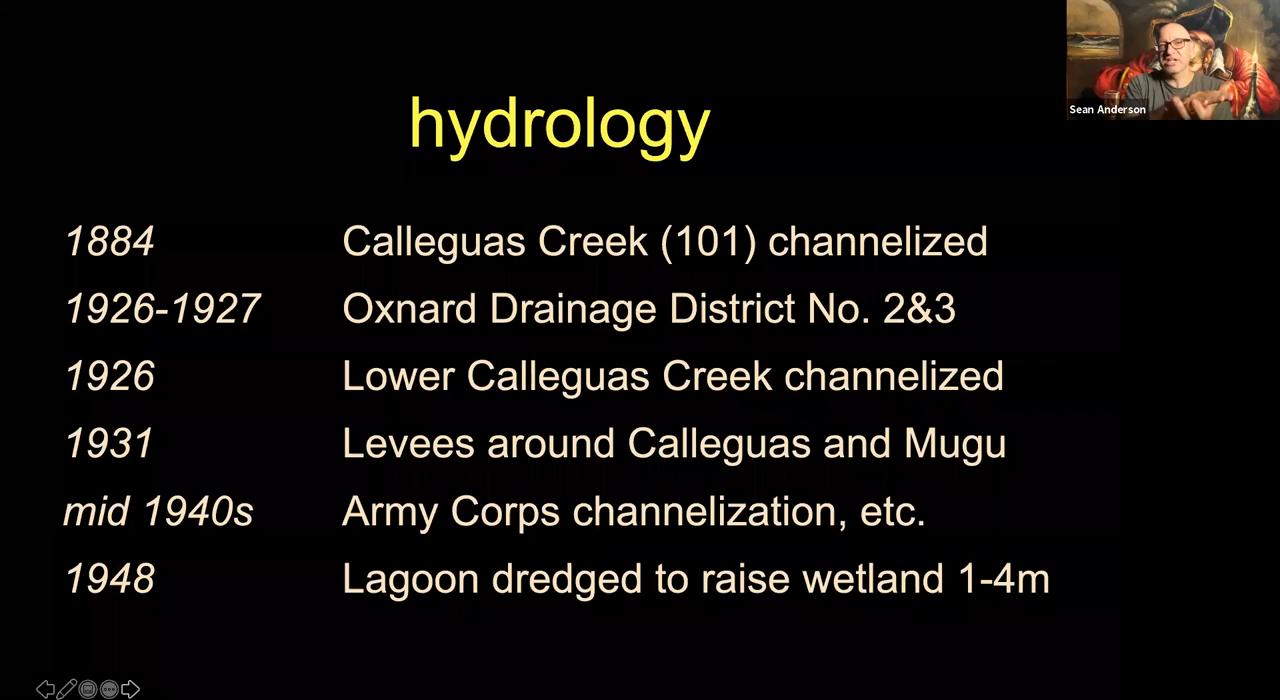 hydrology
Sean Anderson
1884 Calleguas Creek (101) channelized
1926-1927 Oxnard Drainage District No. 2&3
1926 Lower Calleguas Creek channelized
1931 Levees around Calleguas and Mugu
mid 1940s Army Corps channelization, etc.
1948 Lagoon dredged to raise wetland 1-4m